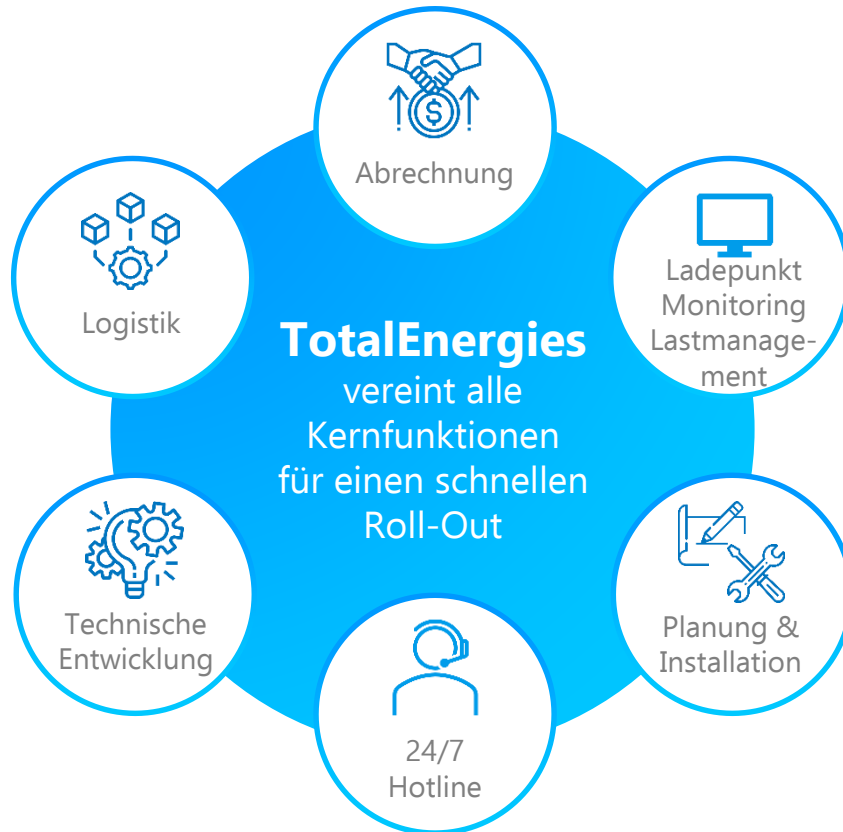 Abrechnung
Ladepunkt
Monitoring
Lastmanage-
ment
Logistik
TotalEnergies
vereint alle
Kernfunktionen
für einen schnellen
Roll-Out
Technische
Entwicklung
Planung &
Installation
24/7
Hotline